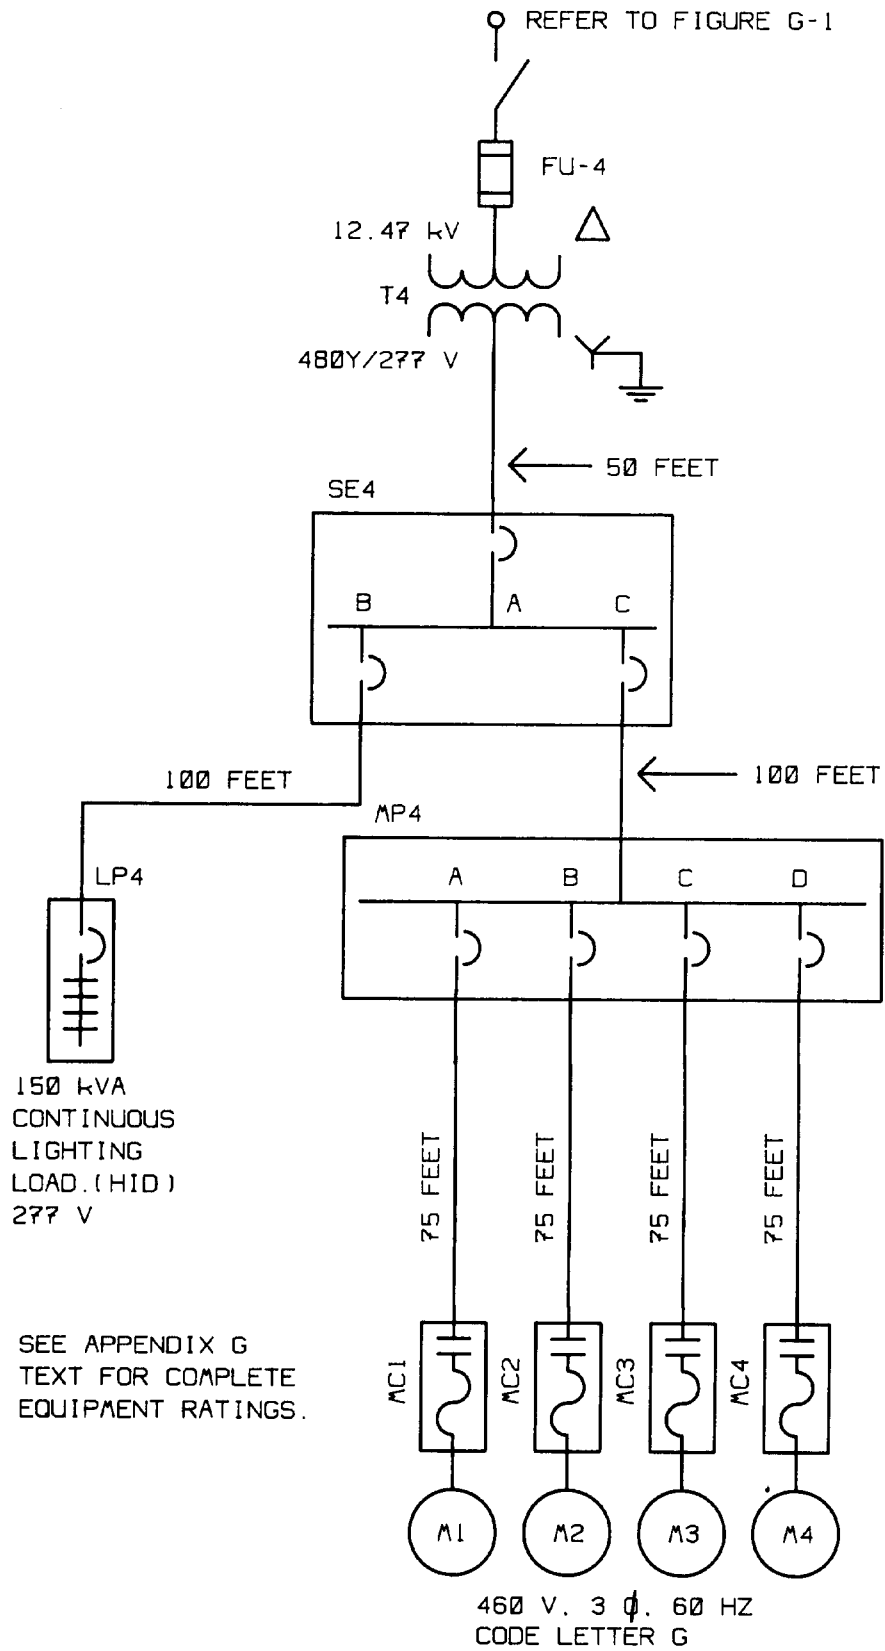 REFER TO FIGURE G-1
FU-4
12.47 kV
T4
480Y/277 V
50 FEET
SE4
B
A
C
100 FEET
100 FEET
MP4
LP4
A
B
C
D
150 kVA
CONTINUOUS
LIGHTING
LOAD.(HID)
277 V
75 FEET
75 FEET
75 FEET
75 FEET
SEE APPENDIX G
TEXT FOR COMPLETE
EQUIPMENT RATINGS.
MC1
MC2
MC3
MC4
M1
M2
M3
M4
460 V. 3 ϕ. 60 HZ
CODE LETTER G